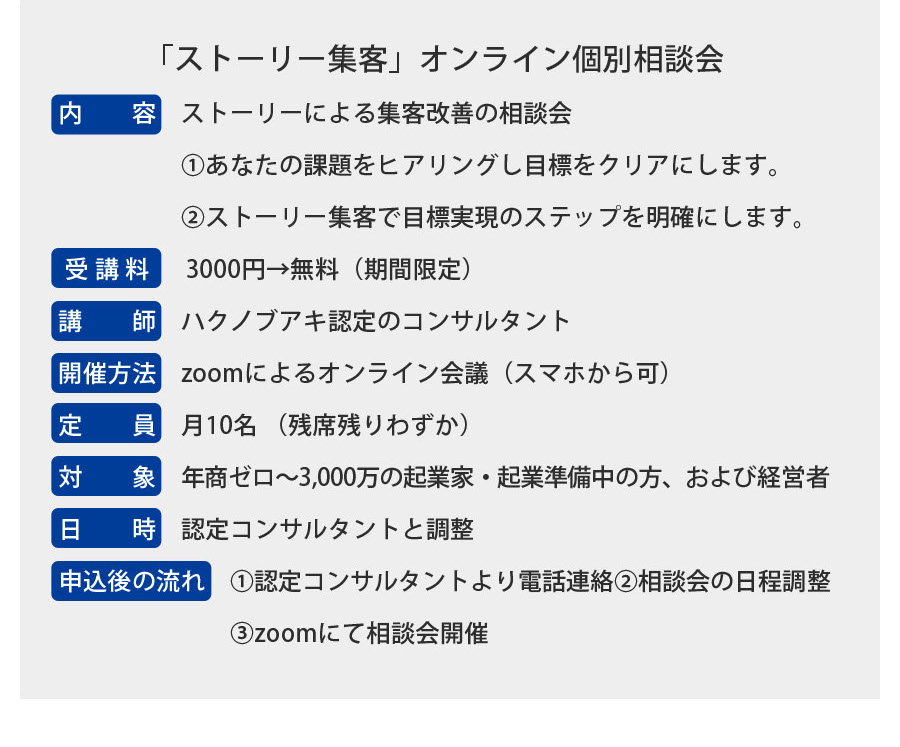 「ストーリー集客」オンライン個別相談会
内　容 ストーリーによる集客改善の相談会
①あなたの課題をヒアリングし目標をクリアにします。
②ストーリー集客で目標実現のステップを明確にします。
受講料 3000円→無料（期間限定）
講　師 ハクノブアキ認定のコンサルタント
開催方法 zoomによるオンライン会議（スマホから可）
定　員 月10名 （残席残りわずか）
対　象 年商ゼロ～3,000万の起業家・起業準備中の方、および経営者
日　時 認定コンサルタントと調整
申込後の流れ ①認定コンサルタントより電話連絡②相談会の日程調整
③zoomにて相談会開催